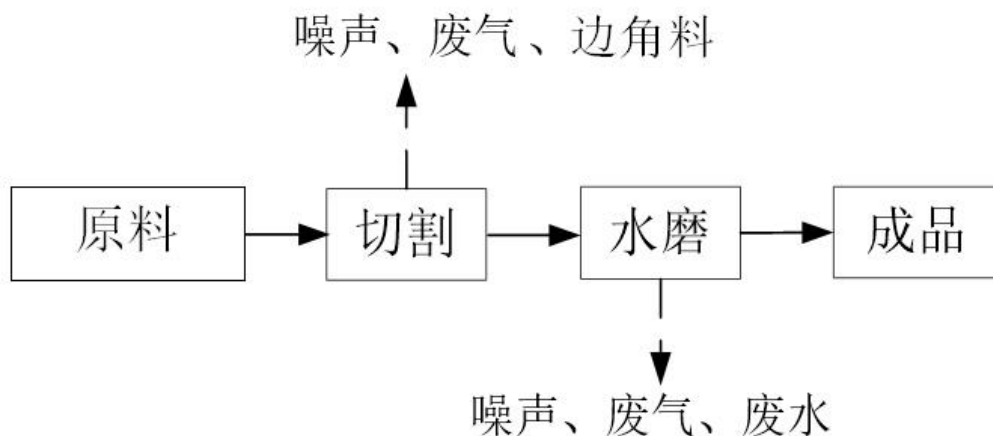 噪声、废气、边角料
原料
切割
水磨
成品
噪声、废气、废水